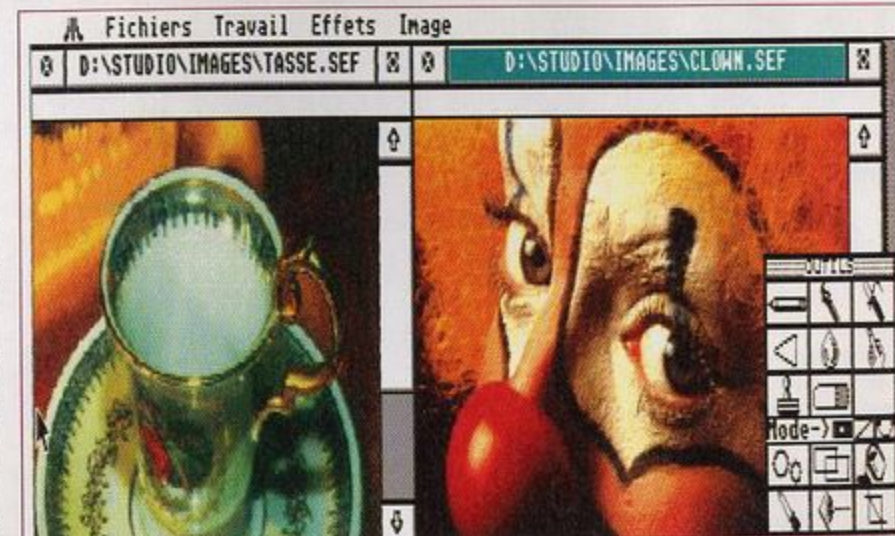 Fichiers Travail Effets Image
D:\STUDIO\IMAGES\TASSE.SEF
D:\STUDIO\IMAGES\CLOWN.SEF
OUTILS
Mode->